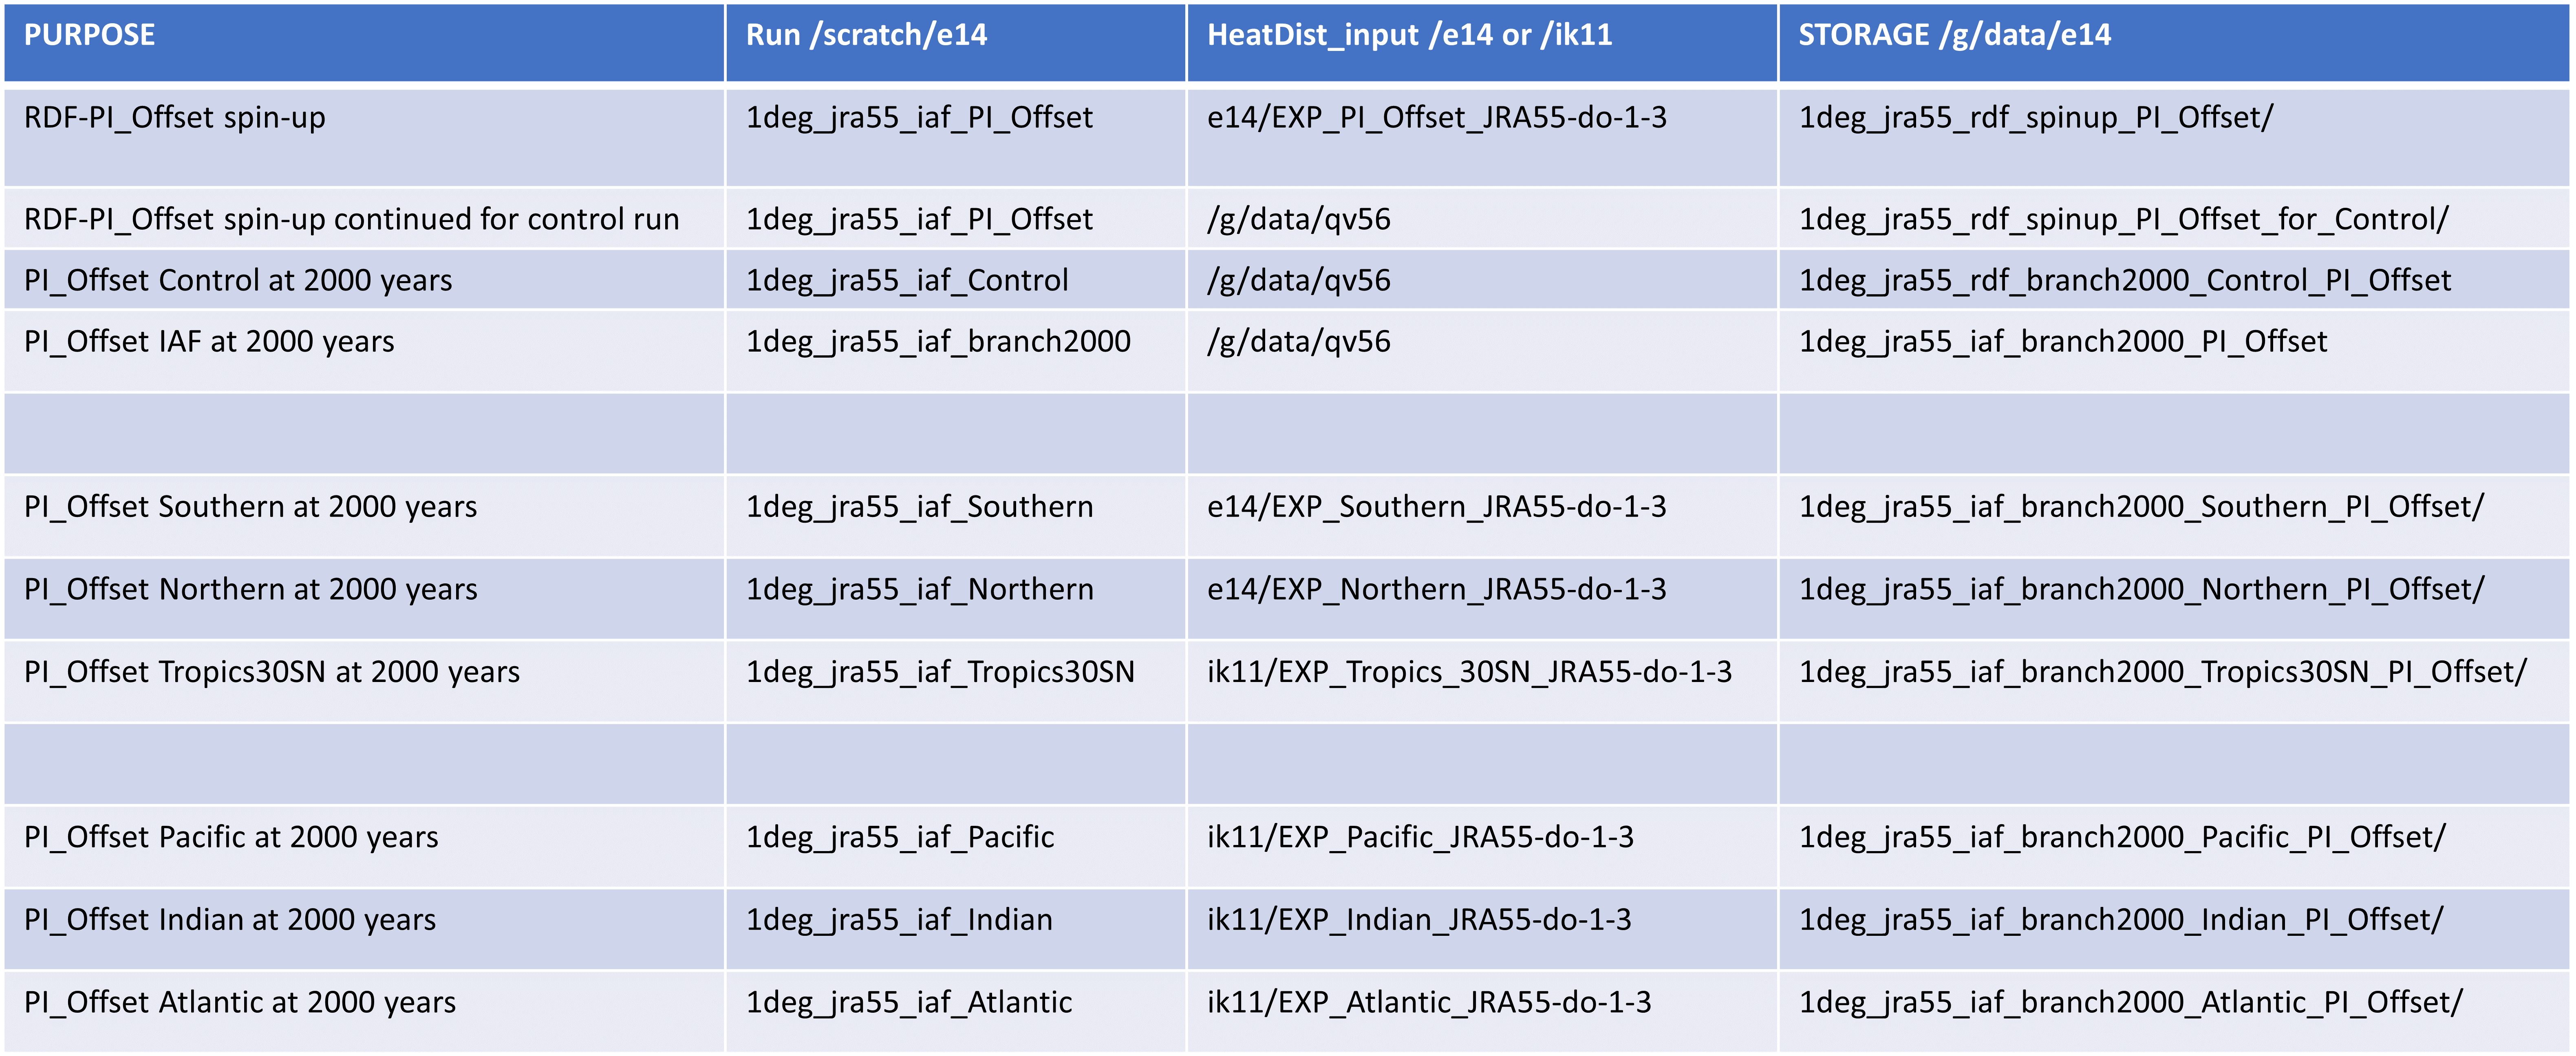 PURPOSE Run /scratch/e14 HeatDist_input /e14 or /ik11 STORAGE /g/data/e14
RDF-PI_Offset spin-up 1deg_jra55_iaf_PI_Offset e14/EXP_PI_Offset_JRA55-do-1-3 1deg_jra55_rdf_spinup_PI_Offset/
RDF-PI_Offset spin-up continued for control run 1deg_jra55_iaf_PI_Offset /g/data/qv56 1deg_jra55_rdf_spinup_PI_Offset_for_Control/
PI_Offset Control at 2000 years 1deg_jra55_iaf_Control /g/data/qv56 1deg_jra55_rdf_branch2000_Control_PI_Offset
PI_Offset IAF at 2000 years 1deg_jra55_iaf_branch2000 /g/data/qv56 1deg_jra55_iaf_branch2000_PI_Offset
PI_Offset Southern at 2000 years 1deg_jra55_iaf_Southern e14/EXP_Southern_JRA55-do-1-3 1deg_jra55_iaf_branch2000_Southern_PI_Offset/
PI_Offset Northern at 2000 years 1deg_jra55_iaf_Northern e14/EXP_Northern_JRA55-do-1-3 1deg_jra55_iaf_branch2000_Northern_PI_Offset/
PI_Offset Tropics30SN at 2000 years 1deg_jra55_iaf_Tropics30SN ik11/EXP_Tropics_30SN_JRA55-do-1-3 1deg_jra55_iaf_branch2000_Tropics30SN_PI_Offset/
PI_Offset Pacific at 2000 years 1deg_jra55_iaf_Pacific ik11/EXP_Pacific_JRA55-do-1-3 1deg_jra55_iaf_branch2000_Pacific_PI_Offset/
PI_Offset Indian at 2000 years 1deg_jra55_iaf_Indian ik11/EXP_Indian_JRA55-do-1-3 1deg_jra55_iaf_branch2000_Indian_PI_Offset/
PI_Offset Atlantic at 2000 years 1deg_jra55_iaf_Atlantic ik11/EXP_Atlantic_JRA55-do-1-3 1deg_jra55_iaf_branch2000_Atlantic_PI_Offset/